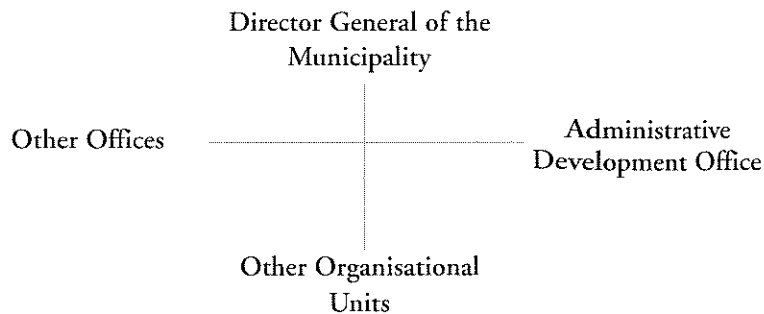 Director General of the
Municipality
Other Offices
Administrative
Development Office
Other Organisational
Units